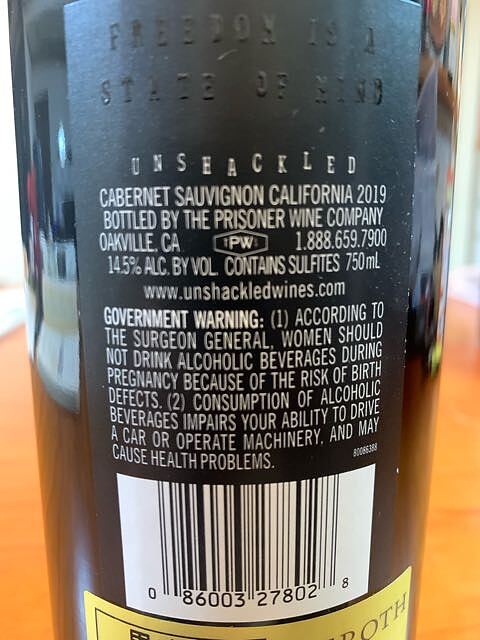 FREEDOM IS A
STATE OF MIND
UNSHACKLED
CABERNET SAUVIGNON CALIFORNIA 2019
BOTTLED BY THE PRISONER WINE COMPANY
OAKVILLE, CA TPWC 1.888.659.7900
14.5% ALC. BY VOL. CONTAINS SULFITES 750 mL
www.unshackledwines.com
GOVERNMENT WARNING: (1) ACCORDING TO
THE SURGEON GENERAL, WOMEN SHOULD
NOT DRINK ALCOHOLIC BEVERAGES DURING
PREGNANCY BECAUSE OF THE RISK OF BIRTH
DEFECTS. (2) CONSUMPTION OF ALCOHOLIC
BEVERAGES IMPAIRS YOUR ABILITY TO DRIVE
A CAR OR OPERATE MACHINERY, AND MAY
CAUSE HEALTH PROBLEMS. 80086388
0 86003 27802 8